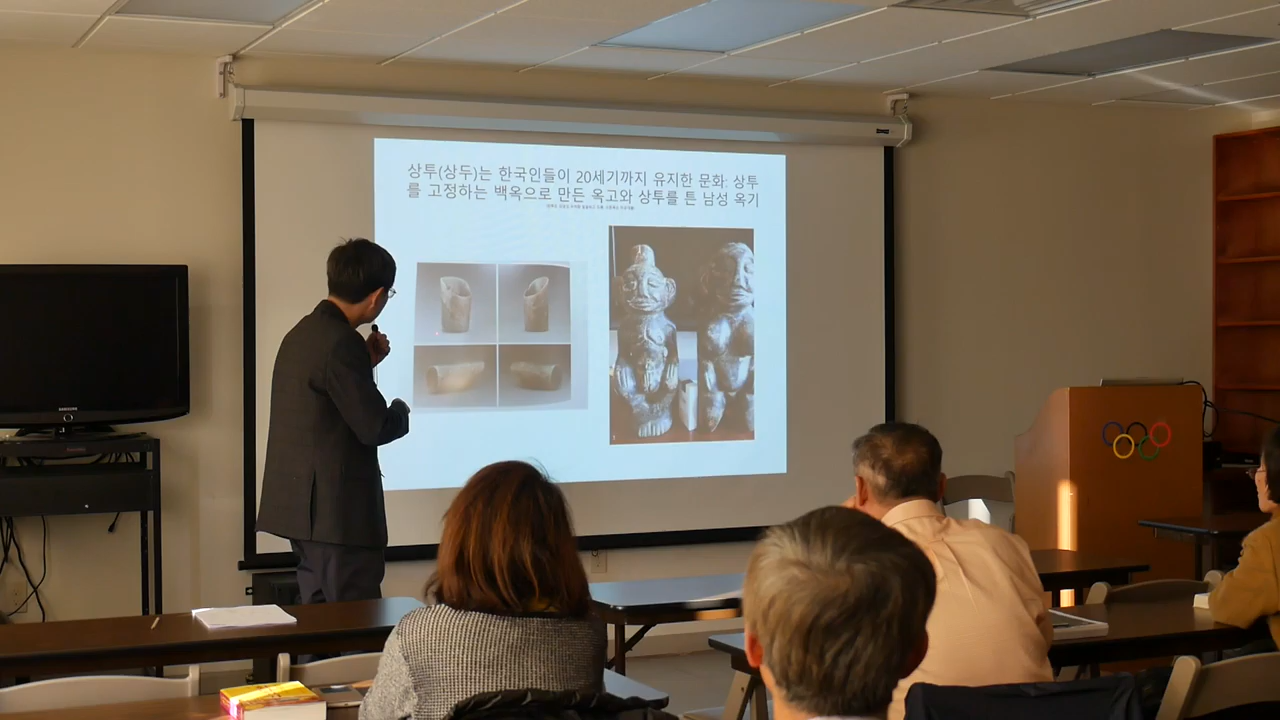 상투(상두)는 한국인들이 20세기까지 유지한 문화: 상투
를 고정하는 백옥으로 만든 옥고와 상투를 튼 남성 옥기
SAMSUNG